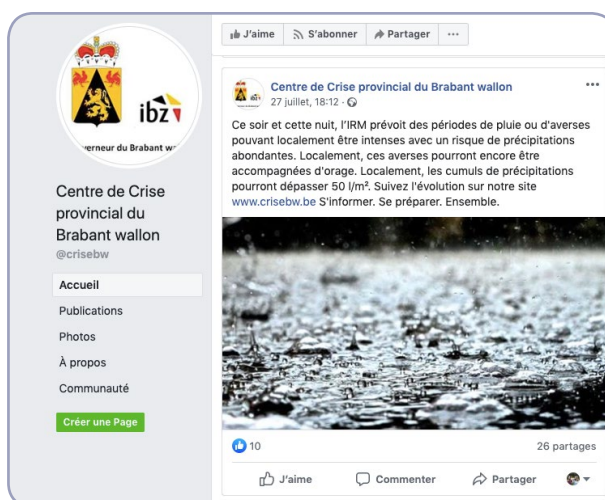 J'aime S'abonner Partager
ibz
verneur du Brabant w
Centre de Crise
provincial du
Brabant wallon
@crisebw
Accueil
Publications
Photos
À propos
Communauté
Créer une Page
Centre de Crise provincial du Brabant wallon
27 juillet, 18:12 ·
Ce soir et cette nuit, l'IRM prévoit des périodes de pluie ou d'averses
pouvant localement être intenses avec un risque de précipitations
abondantes. Localement, ces averses pourront encore être
accompagnées d'orage. Localement, les cumuls de précipitations
pourront dépasser 50 l/m². Suivez l'évolution sur notre site
www.crisebw.be S'informer. Se préparer. Ensemble.
10 26 partages
J'aime Commenter Partager